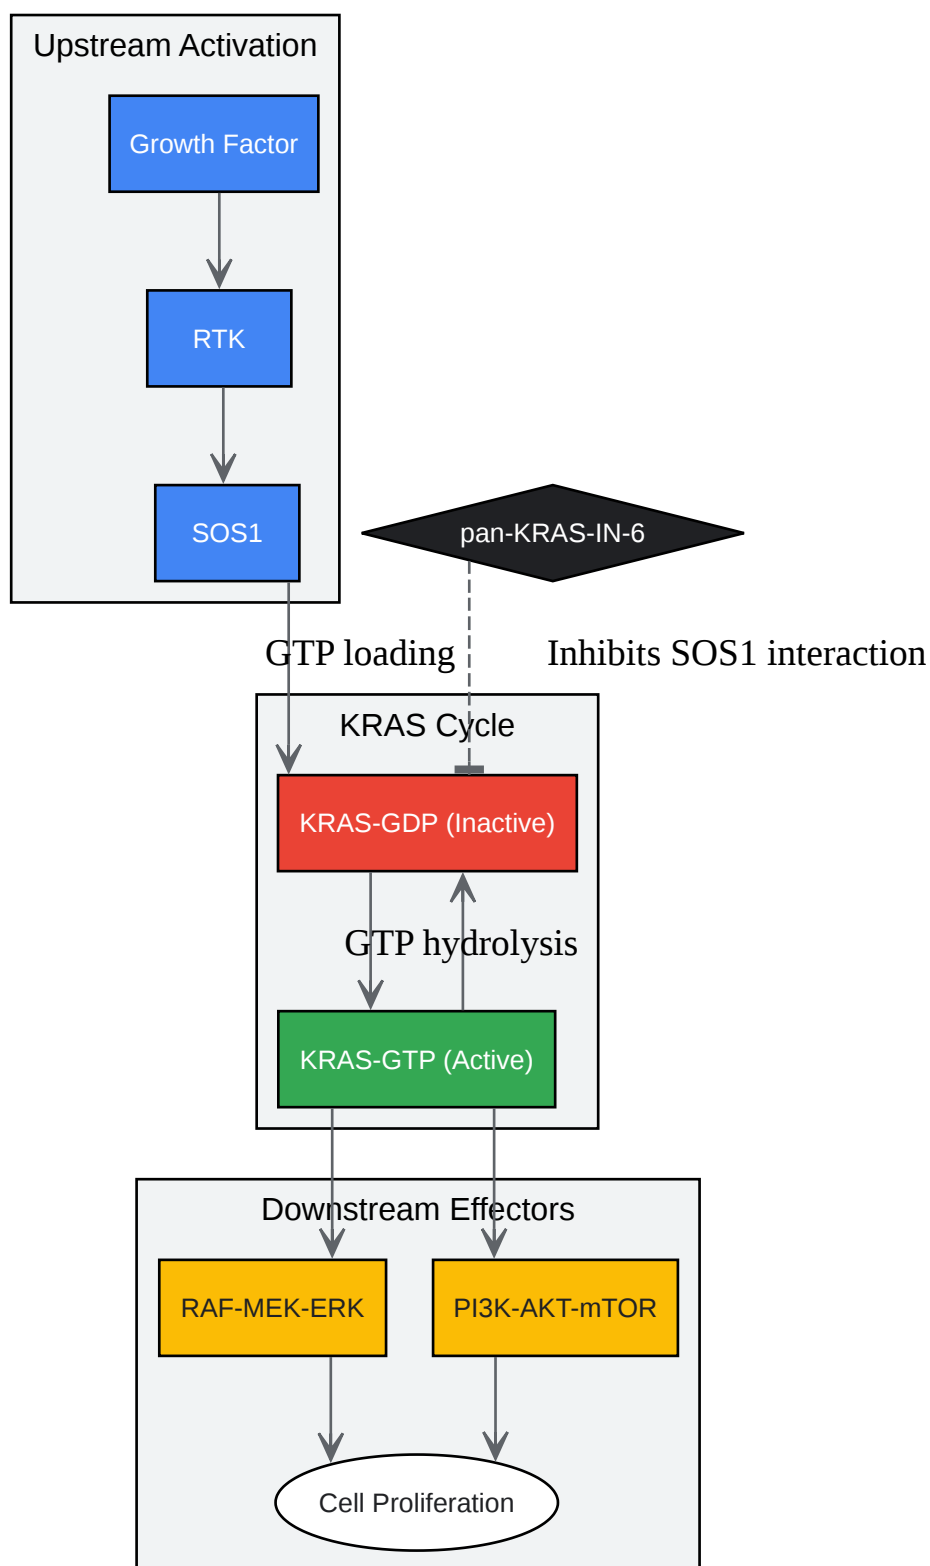 Upstream Activation
Growth Factor
RTK
SOS1
pan-KRAS-IN-6
GTP loading
Inhibits SOS1 interaction
KRAS Cycle
KRAS-GDP (Inactive)
GTP hydrolysis
KRAS-GTP (Active)
Downstream Effectors
RAF-MEK-ERK
PI3K-AKT-mTOR
Cell Proliferation